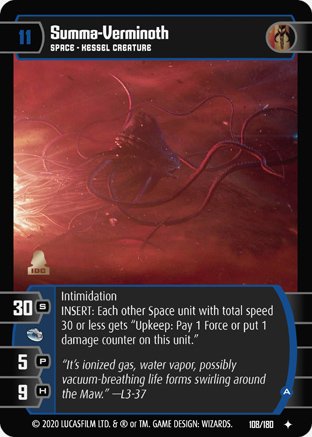 11
Summa-Verminoth
SPACE • KESSEL CREATURE
IDC
30 S
Intimidation
INSERT: Each other Space unit with total speed
30 or less gets “Upkeep: Pay 1 Force or put 1
damage counter on this unit.”
5 P
“It’s ionized gas, water vapor, possibly
vacuum-breathing life forms swirling around
the Maw.” —L3-37
9 H
A
© 2020 LUCASFILM LTD. & ® or TM. GAME DESIGN: WIZARDS. 108/180